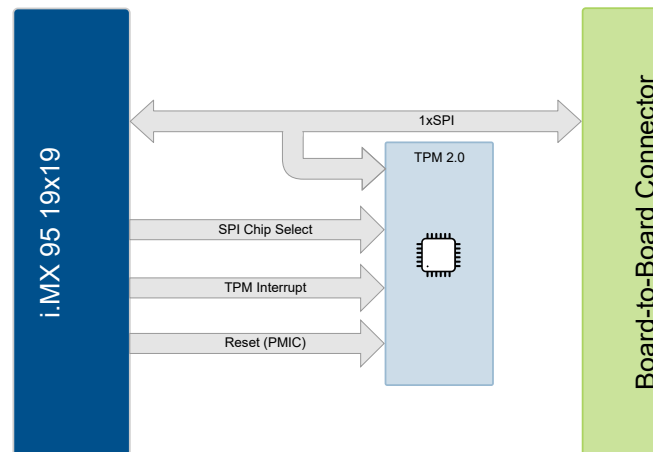 i.MX 95 19x19
1xSPI
TPM 2.0
SPI Chip Select
TPM Interrupt
Reset (PMIC)
Board-to-Board Connector